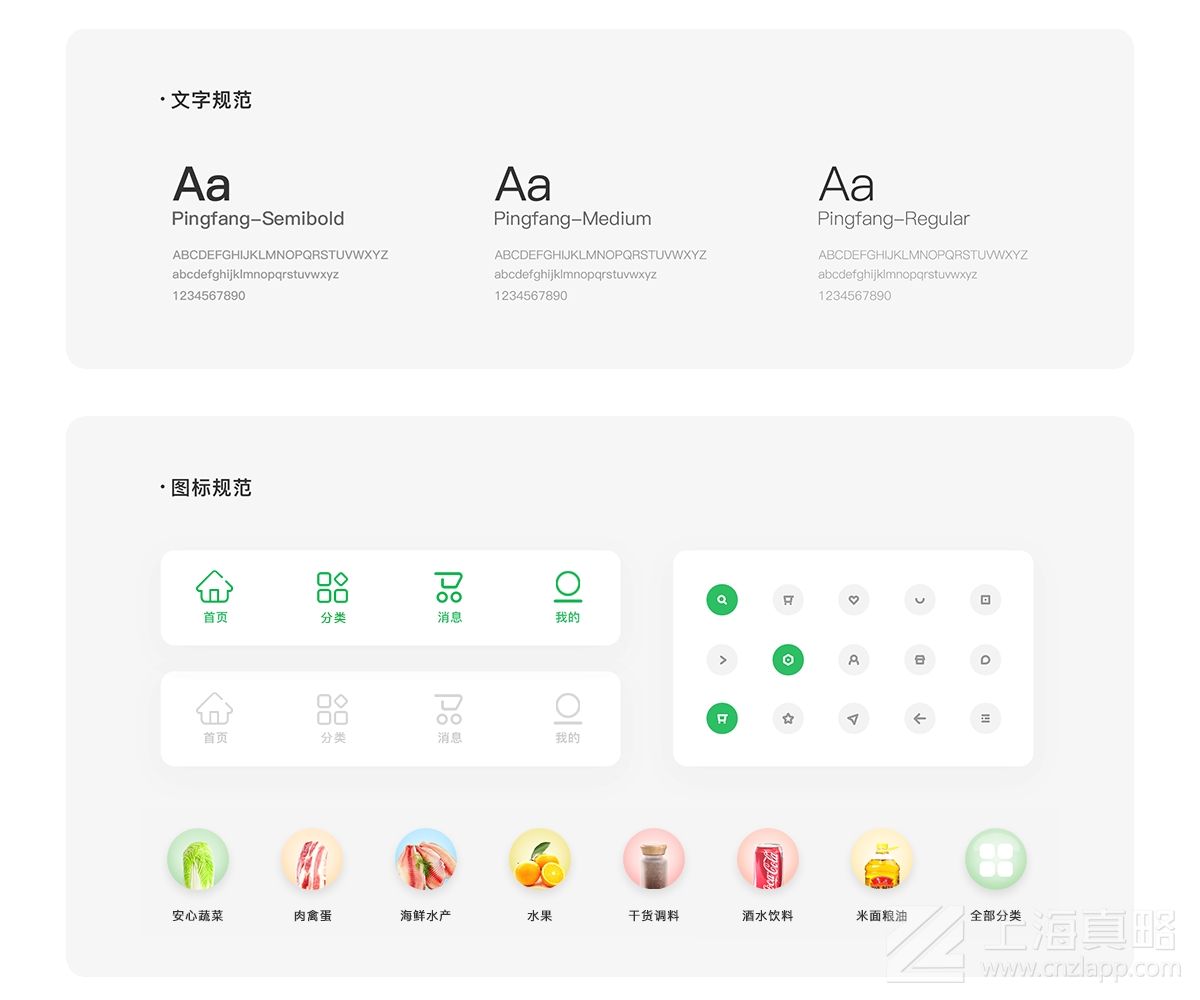 ·文字规范
Aa
Pingfang-Semibold
ABCDEFGHIJKLMNOPQRSTUVWXYZ
abcdefghijklmnopqrstuvwxyz
1234567890
Aa
Pingfang-Medium
ABCDEFGHIJKLMNOPQRSTUVWXYZ
abcdefghijklmnopqrstuvwxyz
1234567890
Aa
Pingfang-Regular
ABCDEFGHIJKLMNOPQRSTUVWXYZ
abcdefghijklmnopqrstuvwxyz
1234567890
·图标规范
首页 分类 消息 我的
首页 分类 消息 我的
Coca-Cola
安心蔬菜 肉禽蛋 海鲜水产 水果 干货调料 酒水饮料 米面粮油 全部分类
上海真略
www.cnzlapp.com